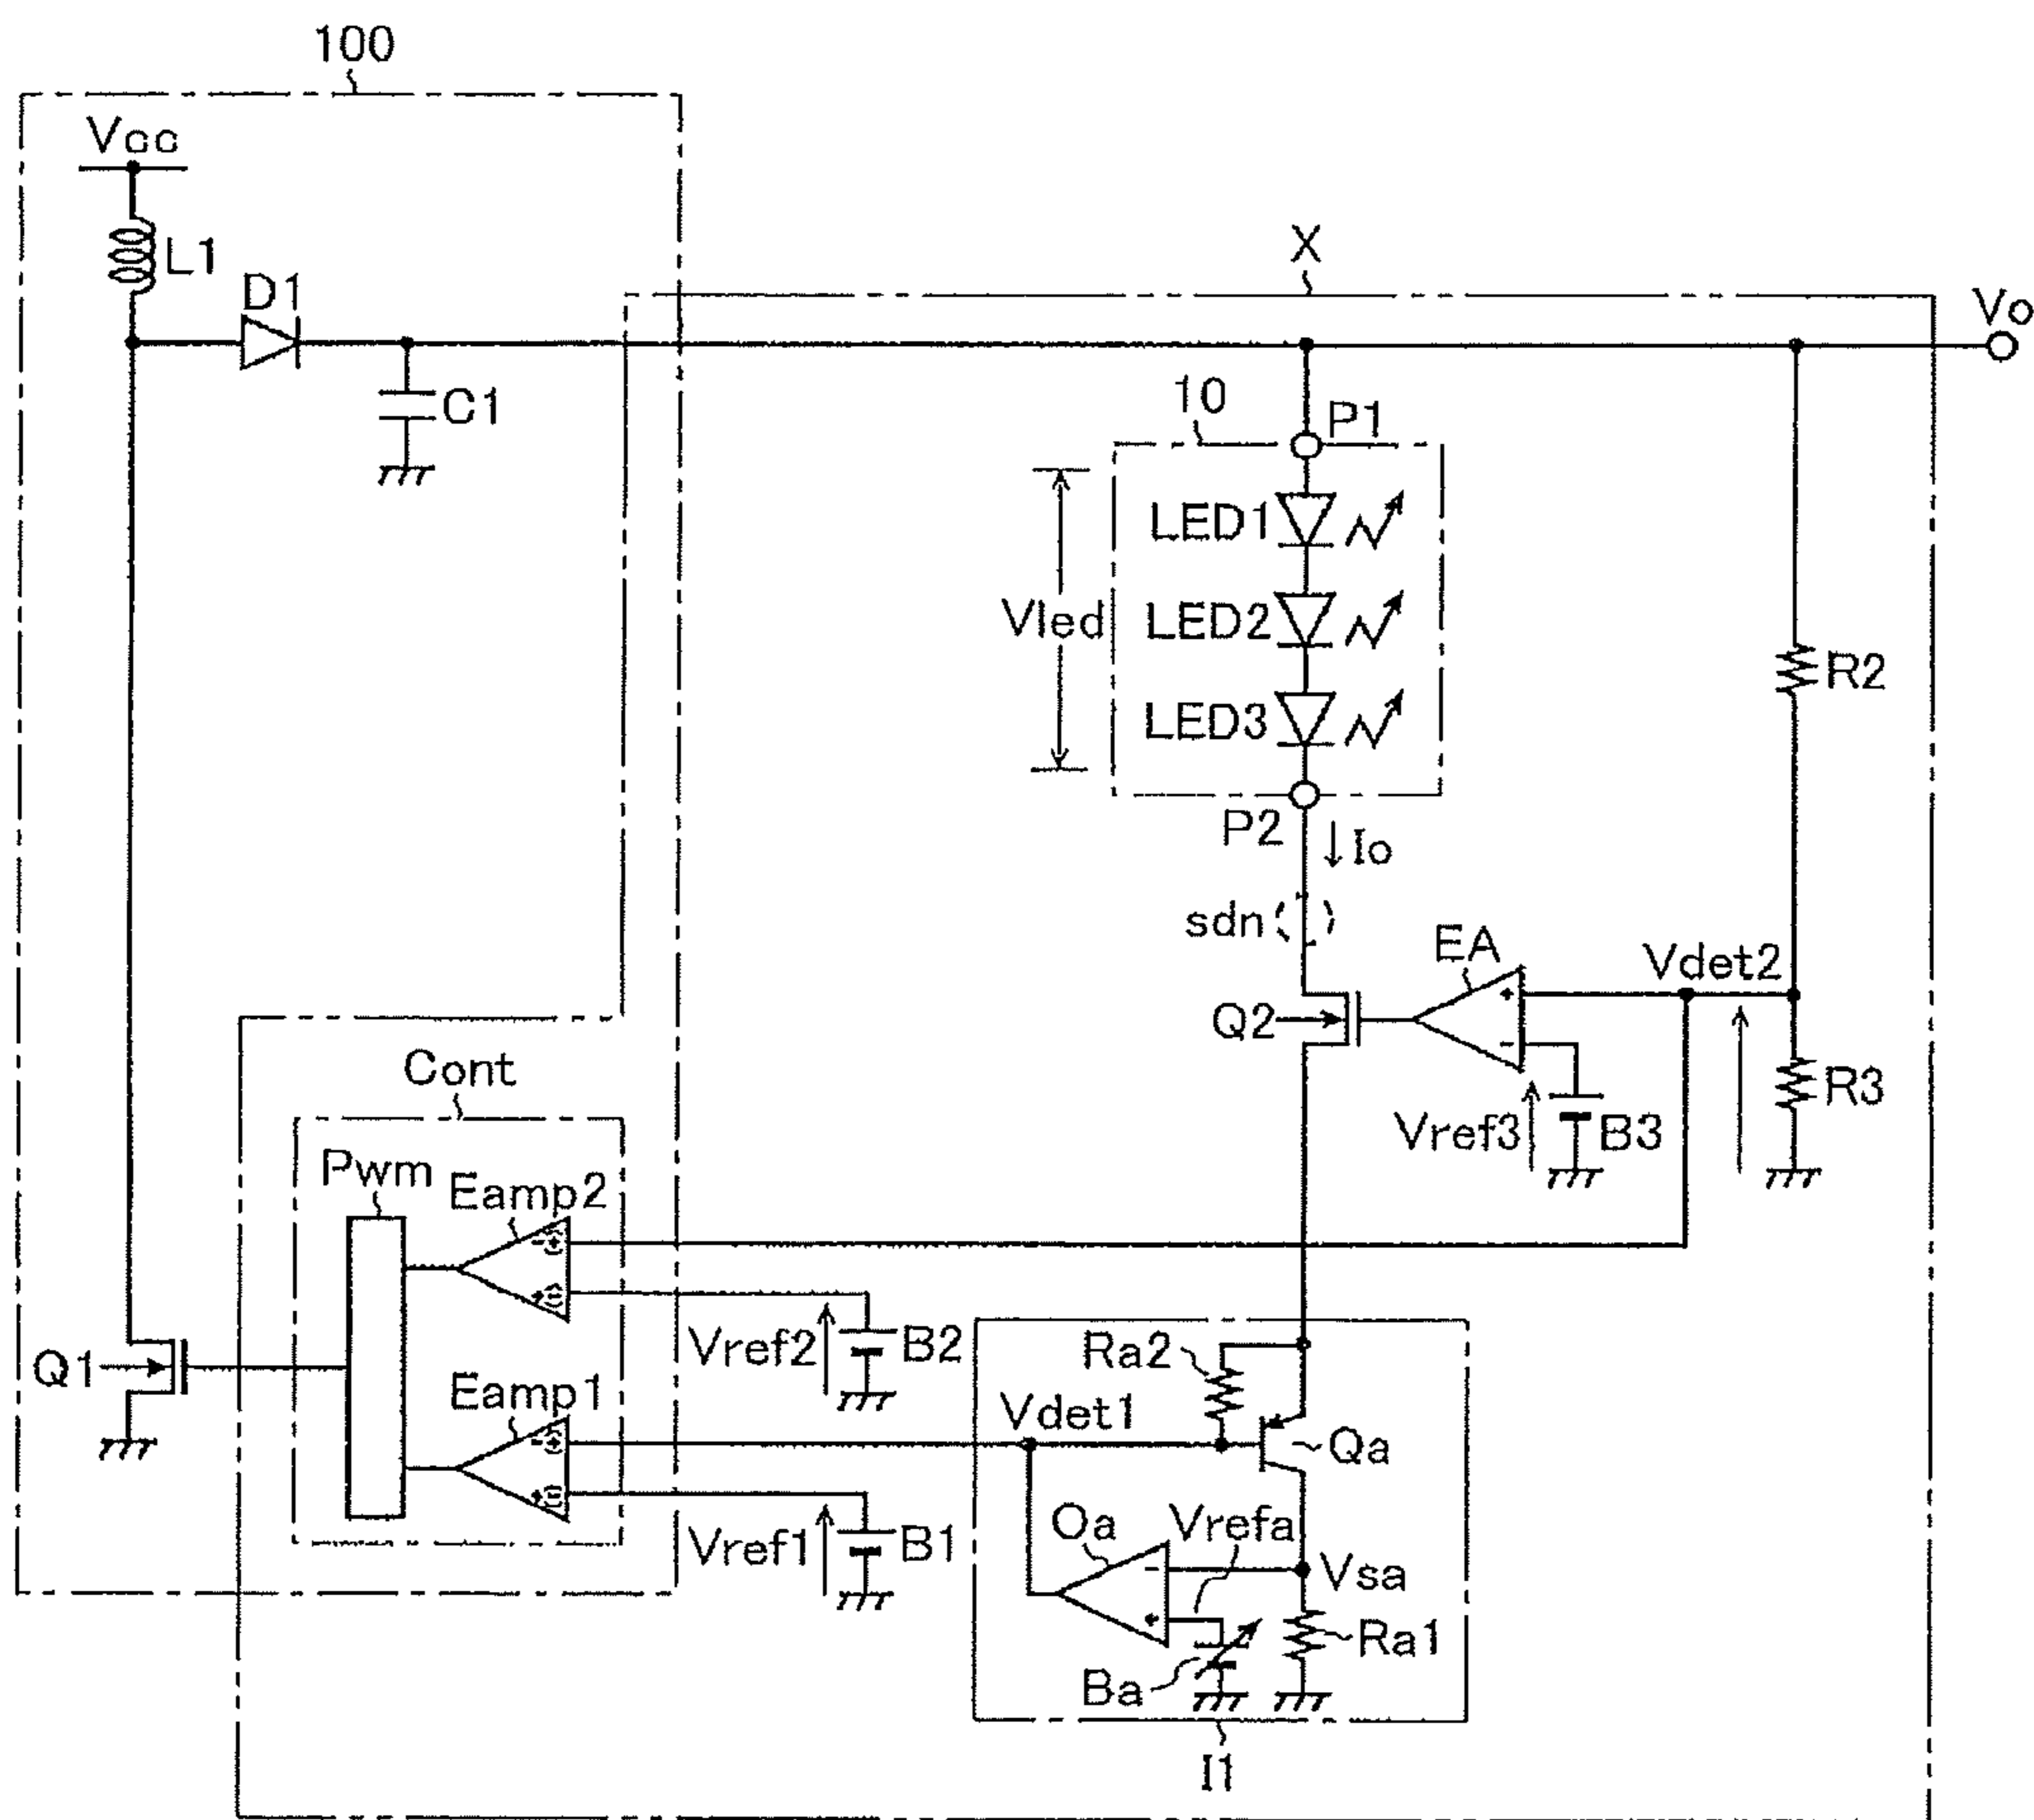 100
Vcc
L1
D1
C1
X
Vo
10
P1
LED1
Vled
LED2
LED3
R2
P2
Io
sdn
EA
Vdet2
+
Q2
-
Vref3
B3
R3
Cont
Pwm
Eamp2
-(+)
+(-)
Vref2
B2
Q1
Eamp1
-(+)
+(-)
Vref1
B1
Ra2
Vdet1
Qa
Oa
Vrefa
-
Vsa
+
Ra1
Ba
I1